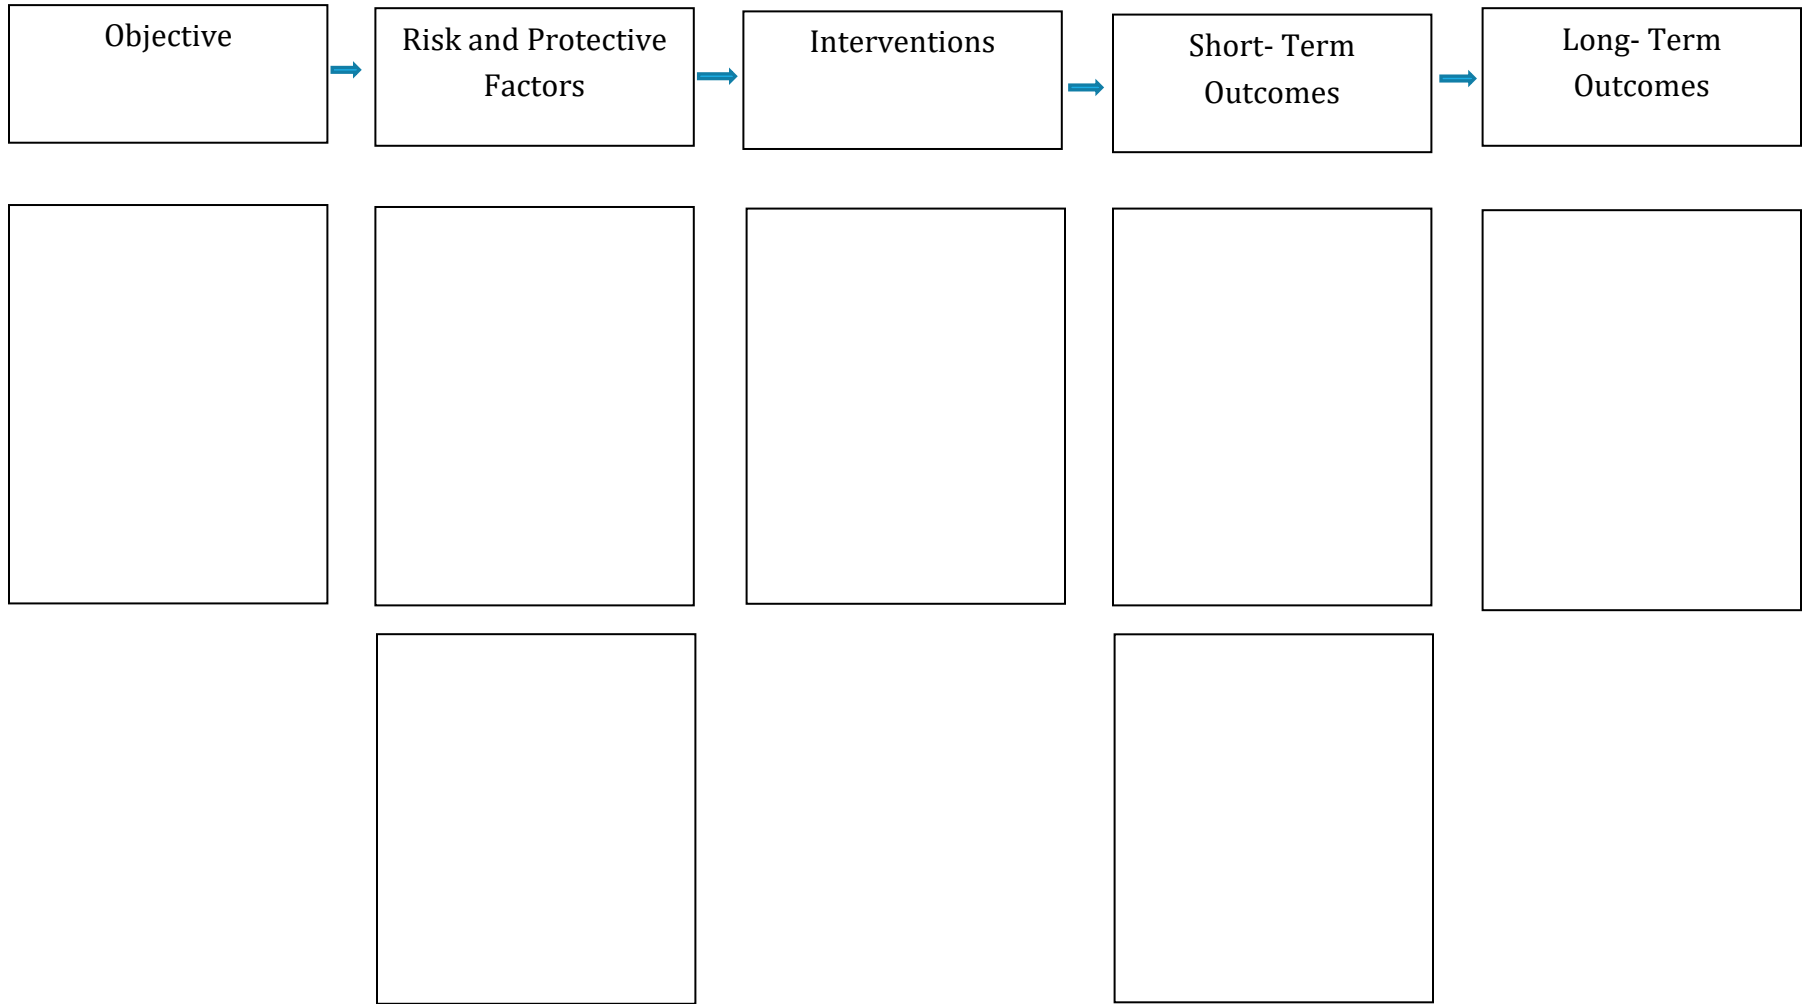 Objective
Risk and Protective
Factors
Interventions
Short- Term
Outcomes
Long- Term
Outcomes